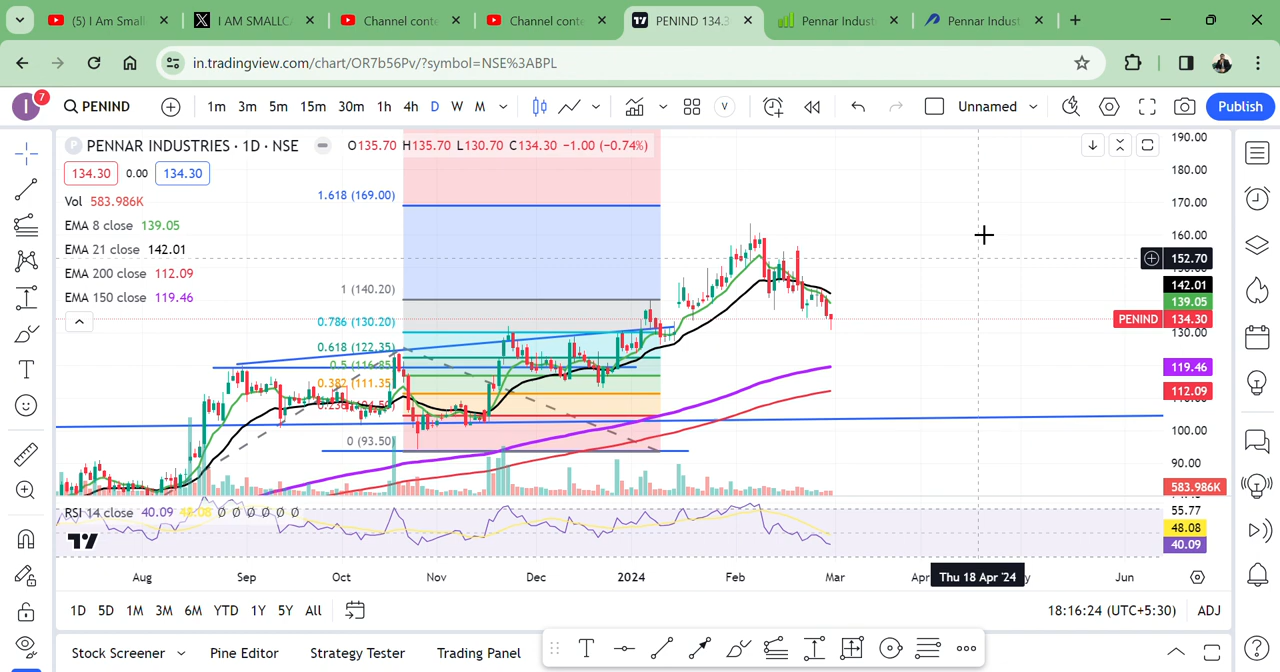 (5) I Am Small
I AM SMALLC
Channel conte
Channel conte
PENIND 134.3
Pennar Indust
Pennar Indust
in.tradingview.com/chart/OR7b56Pv/?symbol=NSE%3ABPL
I 7 PENIND 1m 3m 5m 15m 30m 1h 4h D W M V Unnamed Publish
P PENNAR INDUSTRIES · 1D · NSE O135.70 H135.70 L130.70 C134.30 −1.00 (−0.74%)
134.30 0.00 134.30
Vol 583.986K
EMA 8 close 139.05
EMA 21 close 142.01
EMA 200 close 112.09
EMA 150 close 119.46
1.618 (169.00)
1 (140.20)
0.786 (130.20)
0.618 (122.35)
0.5 (116.85)
0.382 (111.35)
0 (93.50)
190.00
180.00
170.00
160.00
152.70
142.01
139.05
PENIND 134.30
130.00
119.46
112.09
100.00
90.00
583.986K
RSI 14 close 40.09 48.08 Ø Ø Ø Ø Ø Ø
55.77
48.08
40.09
Aug Sep Oct Nov Dec 2024 Feb Mar Thu 18 Apr '24 Jun
1D 5D 1M 3M 6M YTD 1Y 5Y All 18:16:24 (UTC+5:30) ADJ
Stock Screener Pine Editor Strategy Tester Trading Panel